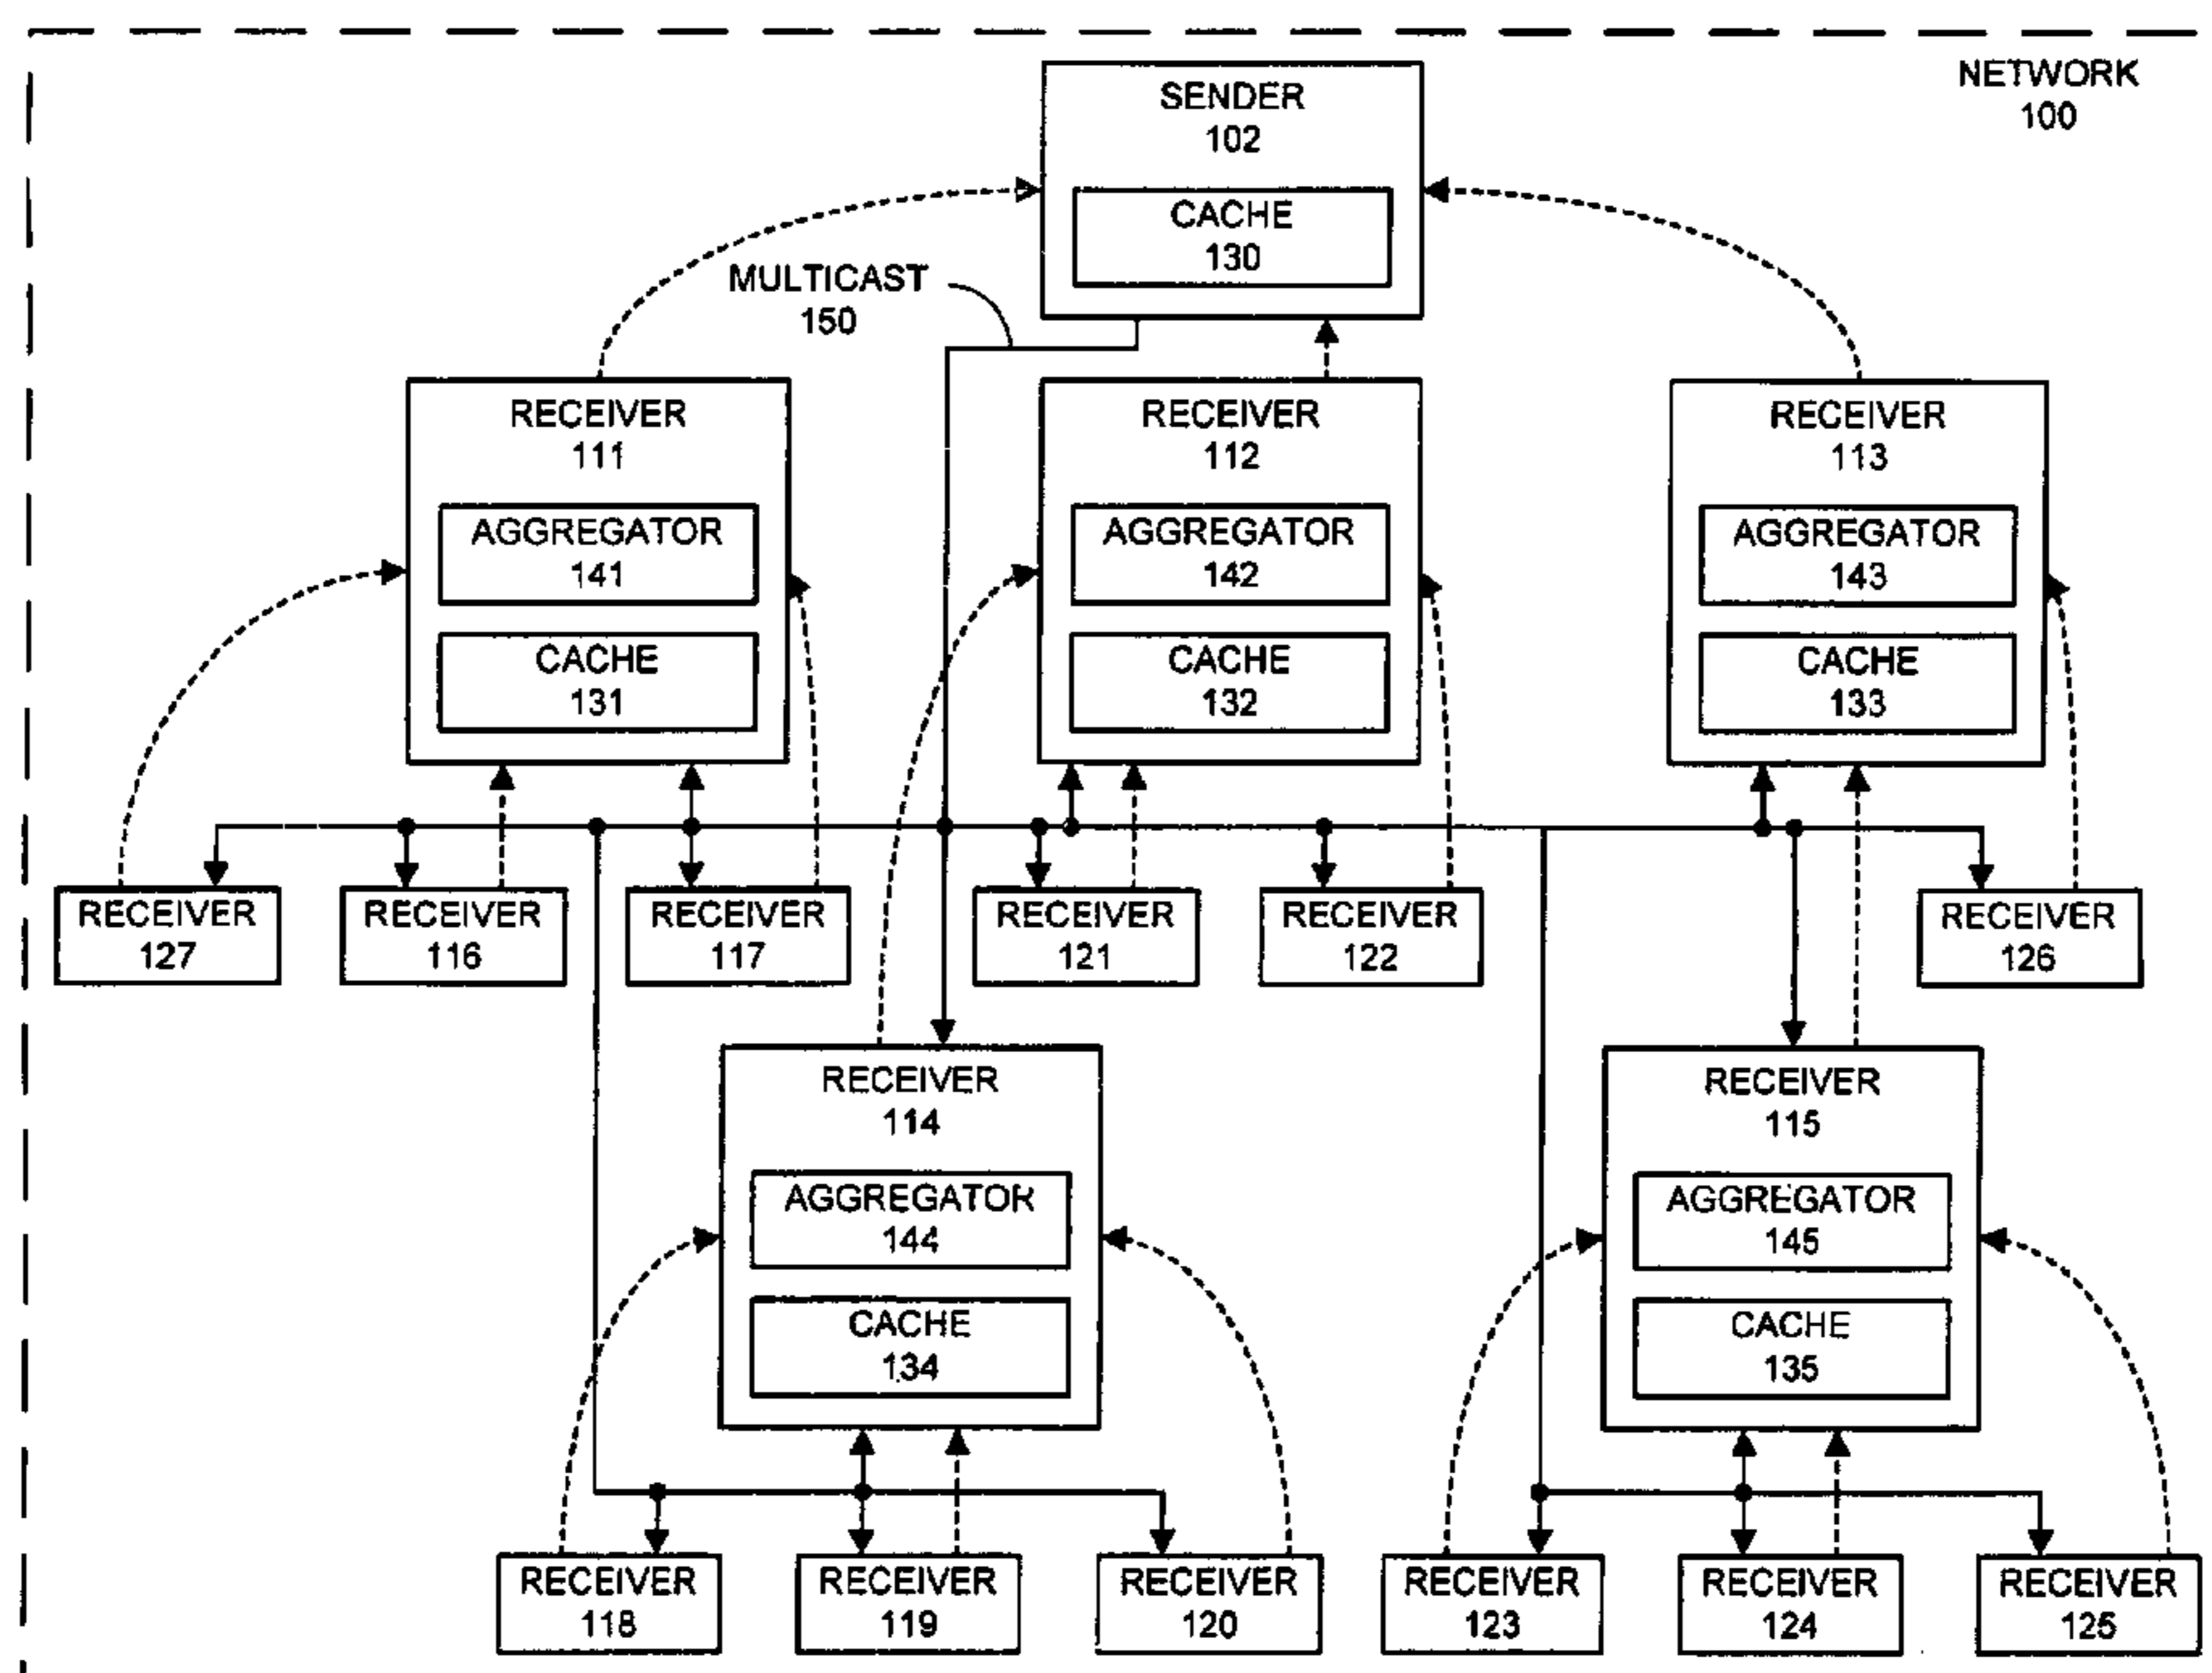 NETWORK
100
SENDER
102
CACHE
130
MULTICAST
150
RECEIVER
111
AGGREGATOR
141
CACHE
131
RECEIVER
112
AGGREGATOR
142
CACHE
132
RECEIVER
113
AGGREGATOR
143
CACHE
133
RECEIVER
127
RECEIVER
116
RECEIVER
117
RECEIVER
121
RECEIVER
122
RECEIVER
126
RECEIVER
114
AGGREGATOR
144
CACHE
134
RECEIVER
115
AGGREGATOR
145
CACHE
135
RECEIVER
118
RECEIVER
119
RECEIVER
120
RECEIVER
123
RECEIVER
124
RECEIVER
125